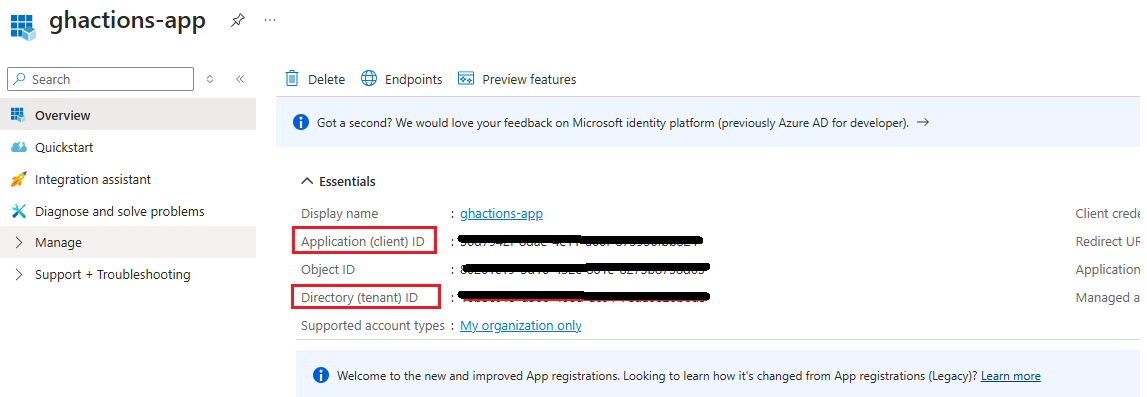 ghactions-app
Search
Delete
Endpoints
Preview features
Overview
Quickstart
Integration assistant
Diagnose and solve problems
Manage
Support + Troubleshooting
Got a second? We would love your feedback on Microsoft identity platform (previously Azure AD for developer).
Essentials
Display name : ghactions-app
Client crede
Application (client) ID :
Redirect UR
Object ID :
Application
Directory (tenant) ID :
Managed a
Supported account types : My organization only
Welcome to the new and improved App registrations. Looking to learn how it's changed from App registrations (Legacy)? Learn more